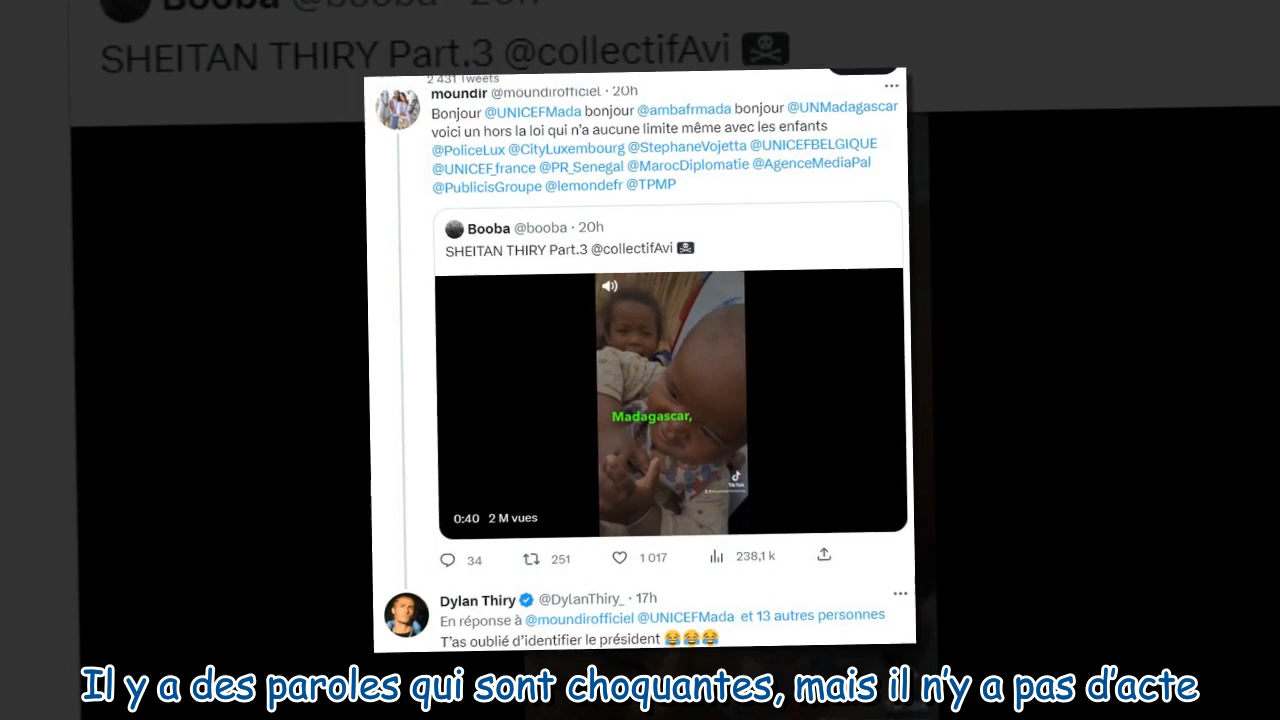 Booba @booba · 20h
SHEITAN THIRY Part.3 @collectifAvi
2 431 Tweets
moundir @moundirofficiel · 20h
Bonjour @UNICEFMada bonjour @ambafrmada bonjour @UNMadagascar
voici un hors la loi qui n'a aucune limite même avec les enfants
@PoliceLux @CityLuxembourg @StephaneVojetta @UNICEFBELGIQUE
@UNICEF_france @PR_Senegal @MarocDiplomatie @AgenceMediaPal
@PublicisGroupe @lemondefr @TPMP
Booba @booba · 20h
SHEITAN THIRY Part.3 @collectifAvi
Madagascar,
TikTok
0:40 2 M vues
34 251 1 017 238,1 k
Dylan Thiry @DylanThiry_ · 17h
En réponse à @moundirofficiel @UNICEFMada et 13 autres personnes
T'as oublié d'identifier le président
Il y a des paroles qui sont choquantes, mais il n'y a pas d'acte